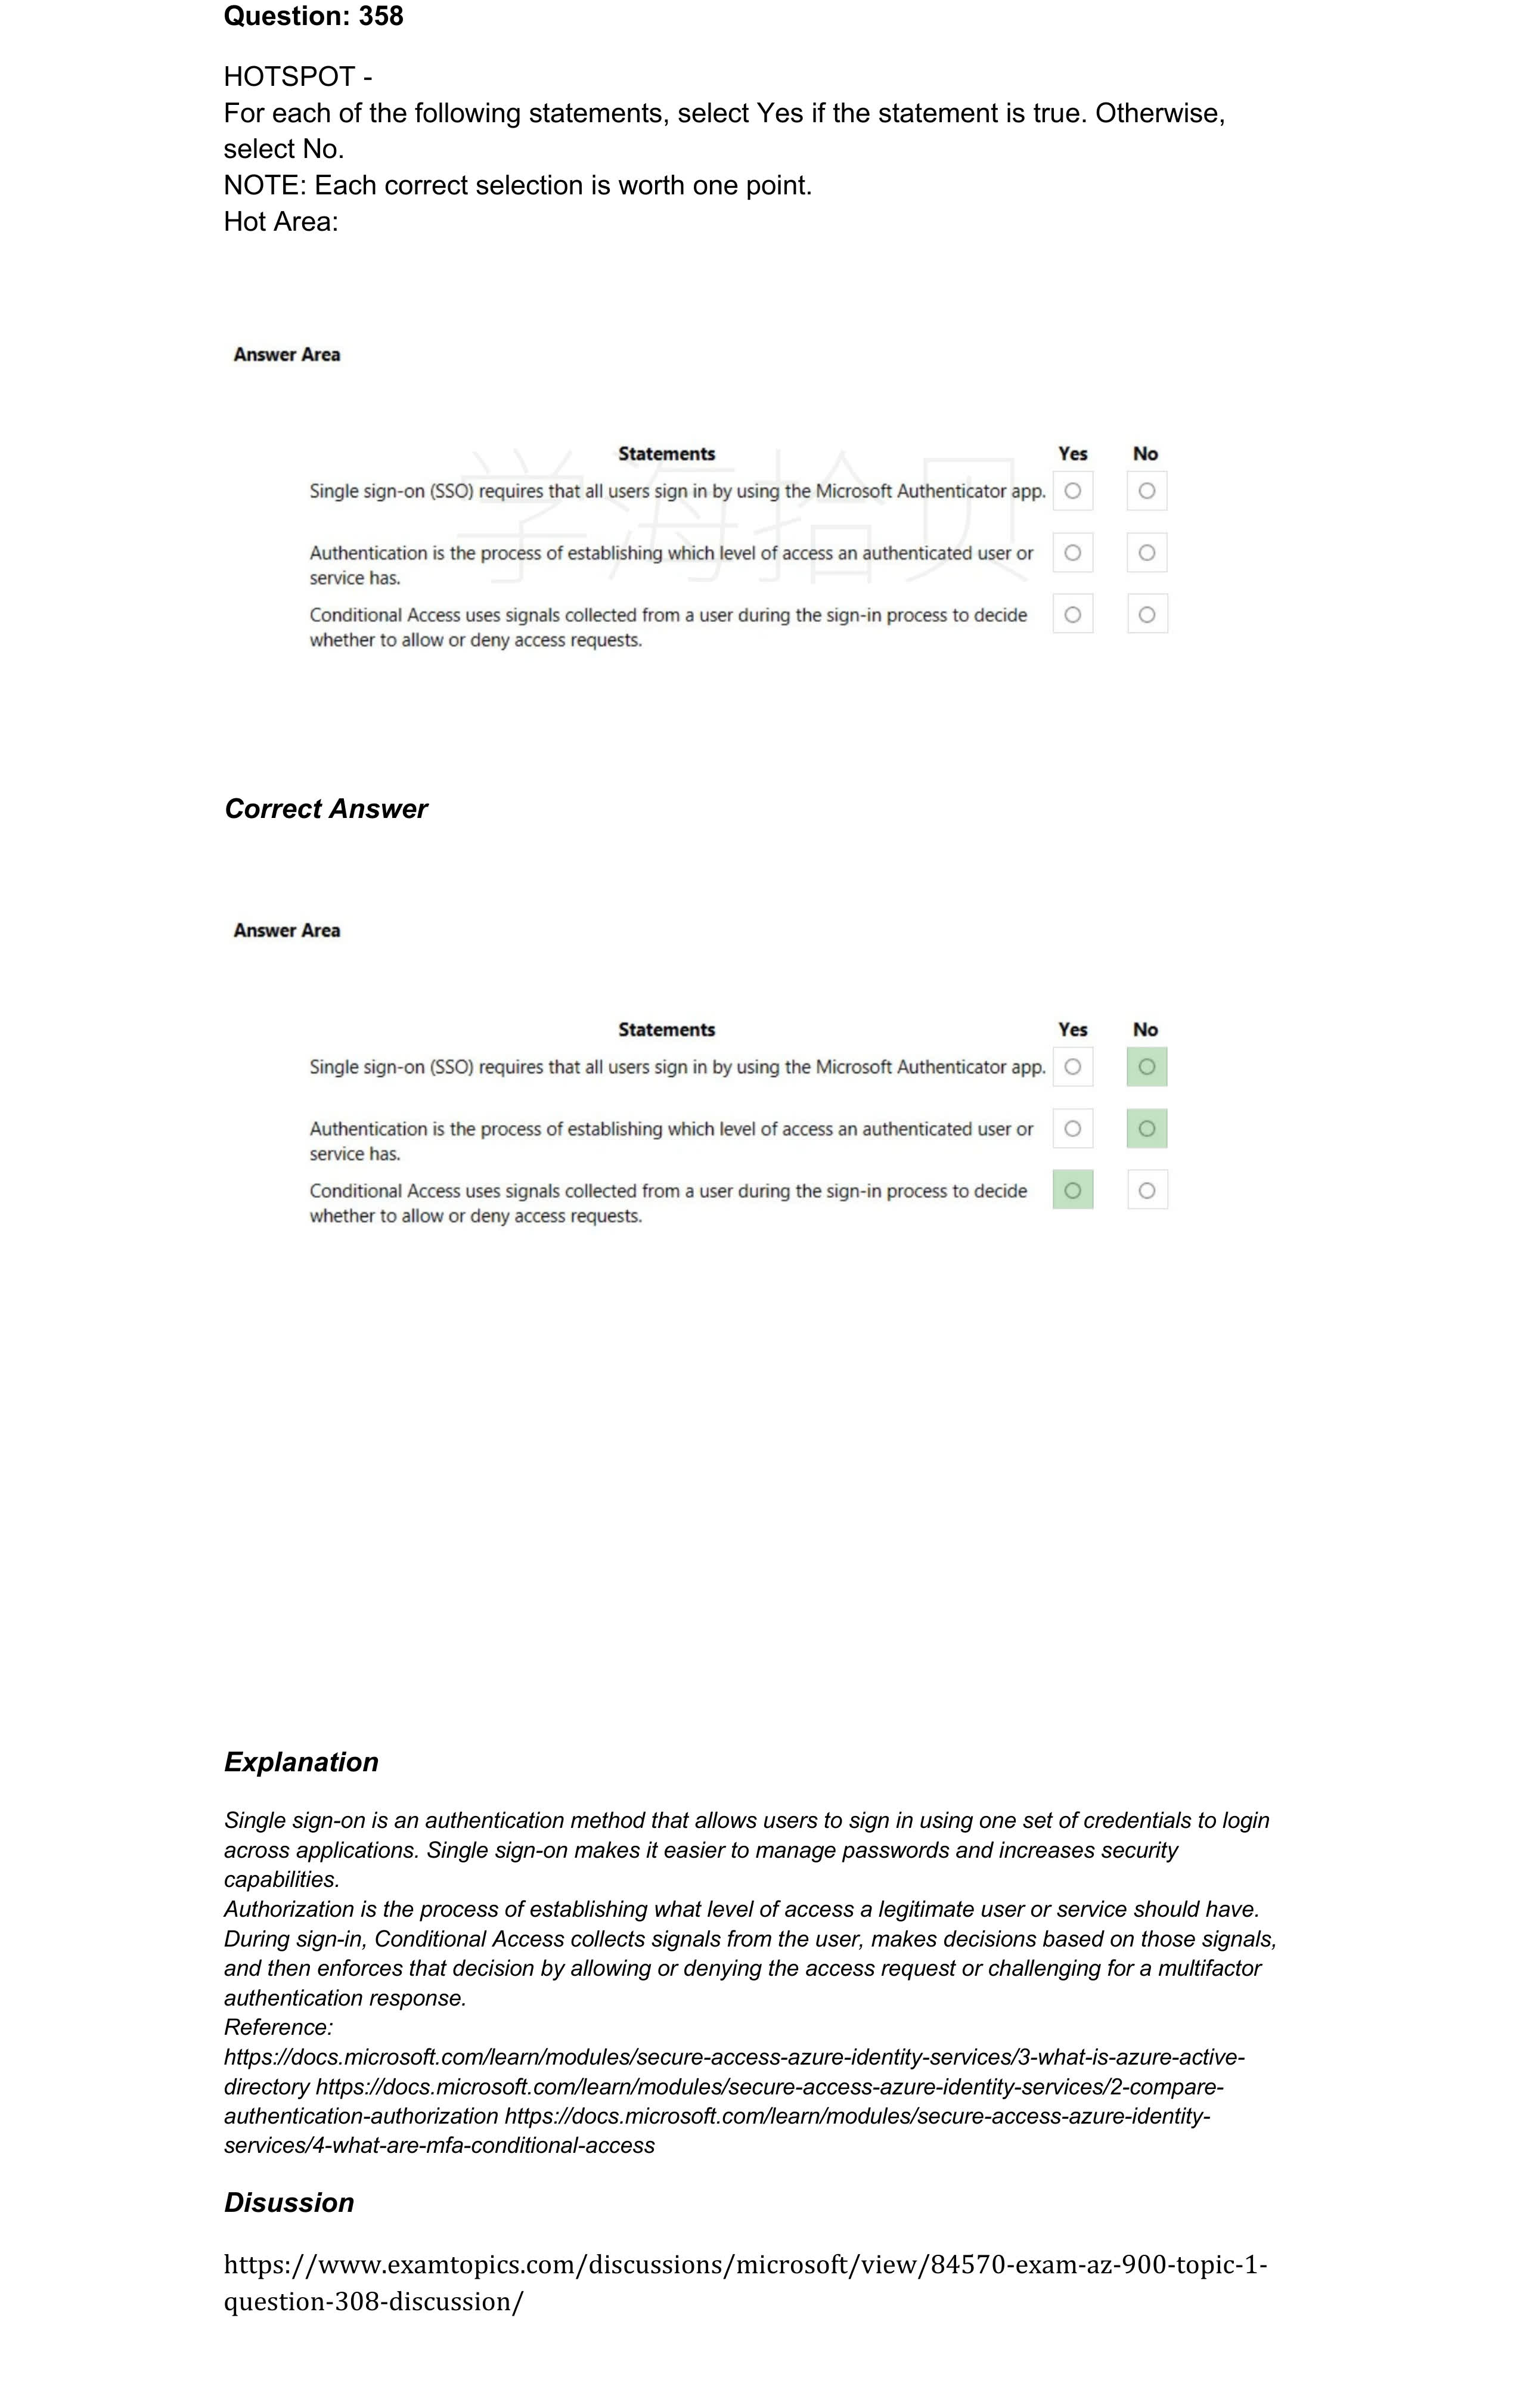 Question: 358
HOTSPOT -
For each of the following statements, select Yes if the statement is true. Otherwise,
select No.
NOTE: Each correct selection is worth one point.
Hot Area:
Answer Area
学海拾贝
Statements Yes No
Single sign-on (SSO) requires that all users sign in by using the Microsoft Authenticator app.
Authentication is the process of establishing which level of access an authenticated user or
service has.
Conditional Access uses signals collected from a user during the sign-in process to decide
whether to allow or deny access requests.
Correct Answer
Answer Area
Statements Yes No
Single sign-on (SSO) requires that all users sign in by using the Microsoft Authenticator app.
Authentication is the process of establishing which level of access an authenticated user or
service has.
Conditional Access uses signals collected from a user during the sign-in process to decide
whether to allow or deny access requests.
Explanation
Single sign-on is an authentication method that allows users to sign in using one set of credentials to login
across applications. Single sign-on makes it easier to manage passwords and increases security
capabilities.
Authorization is the process of establishing what level of access a legitimate user or service should have.
During sign-in, Conditional Access collects signals from the user, makes decisions based on those signals,
and then enforces that decision by allowing or denying the access request or challenging for a multifactor
authentication response.
Reference:
https://docs.microsoft.com/learn/modules/secure-access-azure-identity-services/3-what-is-azure-active-
directory https://docs.microsoft.com/learn/modules/secure-access-azure-identity-services/2-compare-
authentication-authorization https://docs.microsoft.com/learn/modules/secure-access-azure-identity-
services/4-what-are-mfa-conditional-access
Disussion
https://www.examtopics.com/discussions/microsoft/view/84570-exam-az-900-topic-1-
question-308-discussion/